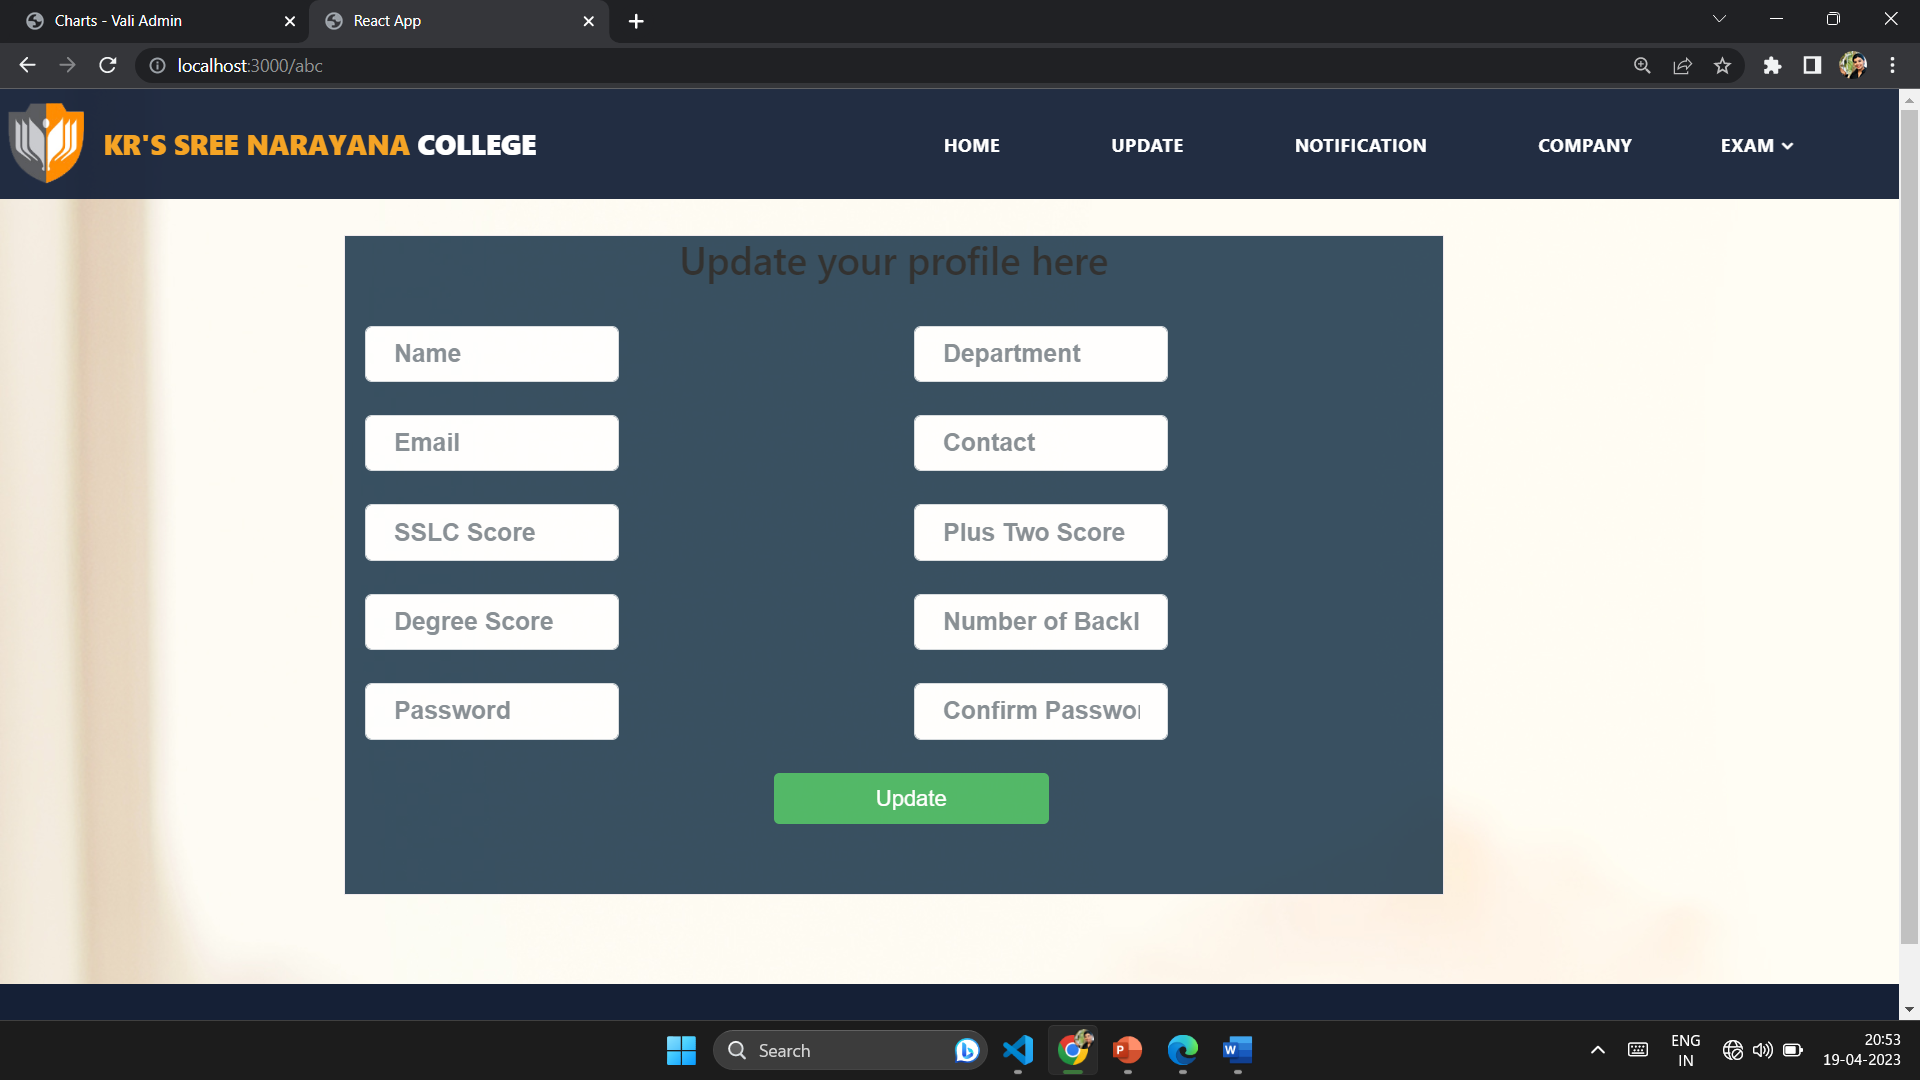 Charts - Vali Admin
React App
localhost:3000/abc
KR'S SREE NARAYANA COLLEGE
HOME
UPDATE
NOTIFICATION
COMPANY
EXAM
Update your profile here
Name
Department
Email
Contact
SSLC Score
Plus Two Score
Degree Score
Number of Backl
Password
Confirm Passwor
Update
Search
ENG
IN
20:53
19-04-2023